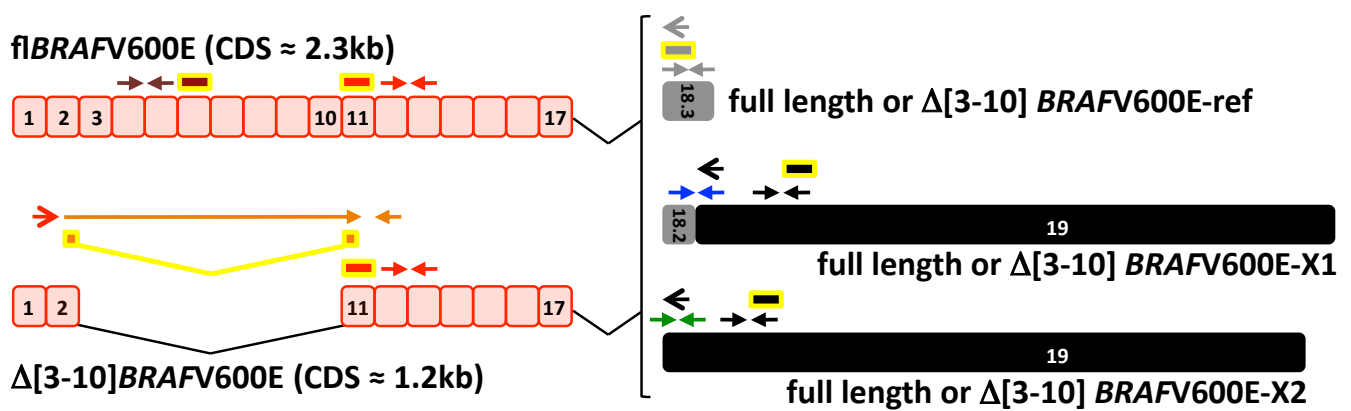 flBRAFV600E (CDS ≈ 2.3kb)
1 2 3 10 11 17
18.3
full length or Δ[3-10] BRAFV600E-ref
18.2
19
full length or Δ[3-10] BRAFV600E-X1
1 2 11 17
Δ[3-10]BRAFV600E (CDS ≈ 1.2kb)
19
full length or Δ[3-10] BRAFV600E-X2